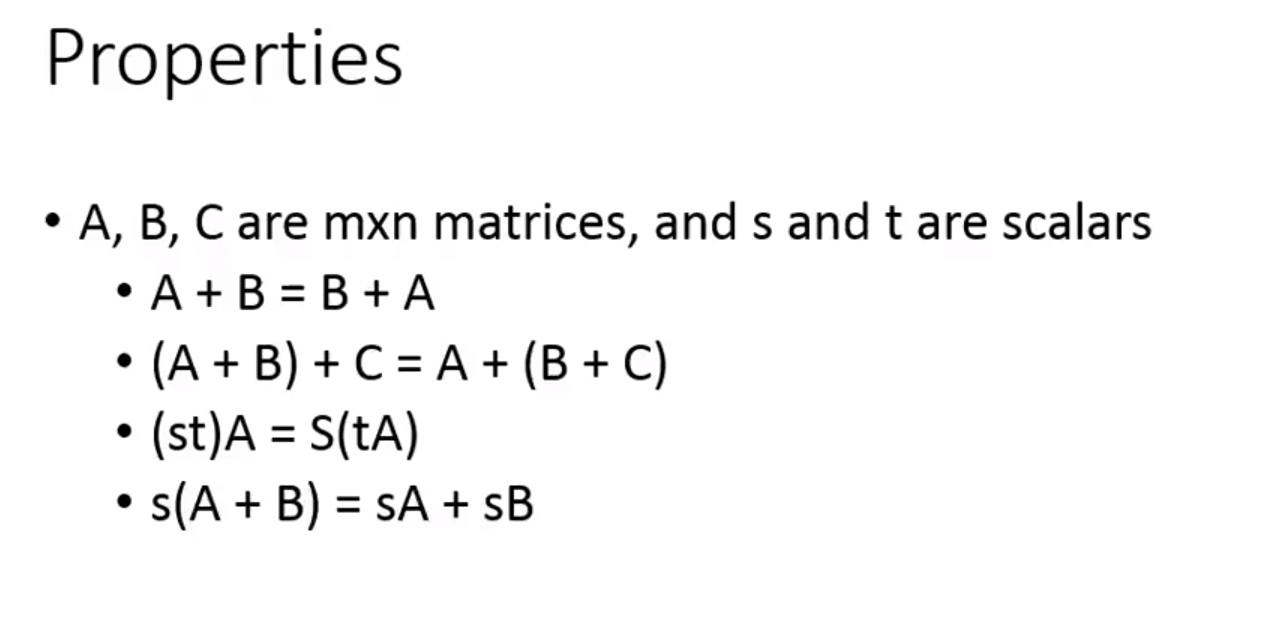 Properties
• A, B, C are mxn matrices, and s and t are scalars
• A + B = B + A
• (A + B) + C = A + (B + C)
• (st)A = S(tA)
• s(A + B) = sA + sB